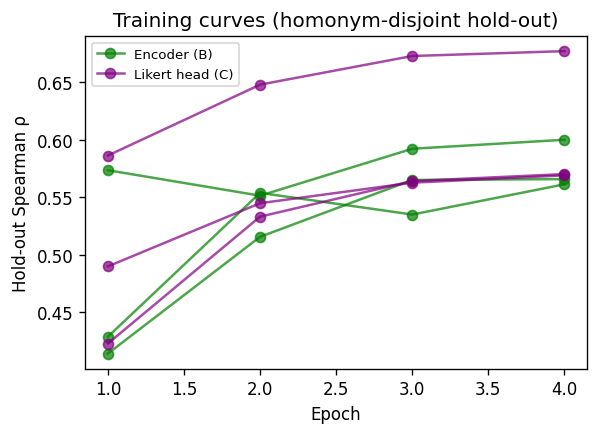 Training curves (homonym-disjoint hold-out)
Encoder (B)
Likert head (C)
Hold-out Spearman ρ
0.65
0.60
0.55
0.50
0.45
1.0 1.5 2.0 2.5 3.0 3.5 4.0
Epoch